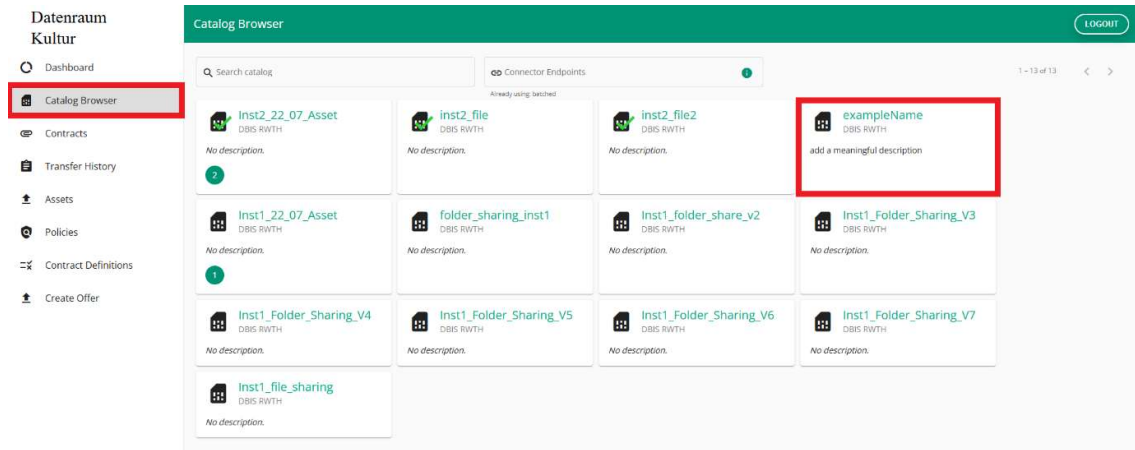 Datenraum
Kultur
Dashboard
Catalog Browser
Contracts
Transfer History
Assets
Policies
Contract Definitions
Create Offer
Catalog Browser
LOGOUT
Search catalog
Connector Endpoints
Already using: batched
1 – 13 of 13
Inst2_22_07_Asset
DBIS RWTH
No description.
2
inst2_file
DBIS RWTH
No description.
inst2_file2
DBIS RWTH
No description.
exampleName
DBIS RWTH
add a meaningful description
Inst1_22_07_Asset
DBIS RWTH
No description.
1
folder_sharing_inst1
DBIS RWTH
No description.
Inst1_folder_share_v2
DBIS RWTH
No description.
Inst1_Folder_Sharing_V3
DBIS RWTH
No description.
Inst1_Folder_Sharing_V4
DBIS RWTH
No description.
Inst1_Folder_Sharing_V5
DBIS RWTH
No description.
Inst1_Folder_Sharing_V6
DBIS RWTH
No description.
Inst1_Folder_Sharing_V7
DBIS RWTH
No description.
Inst1_file_sharing
DBIS RWTH
No description.